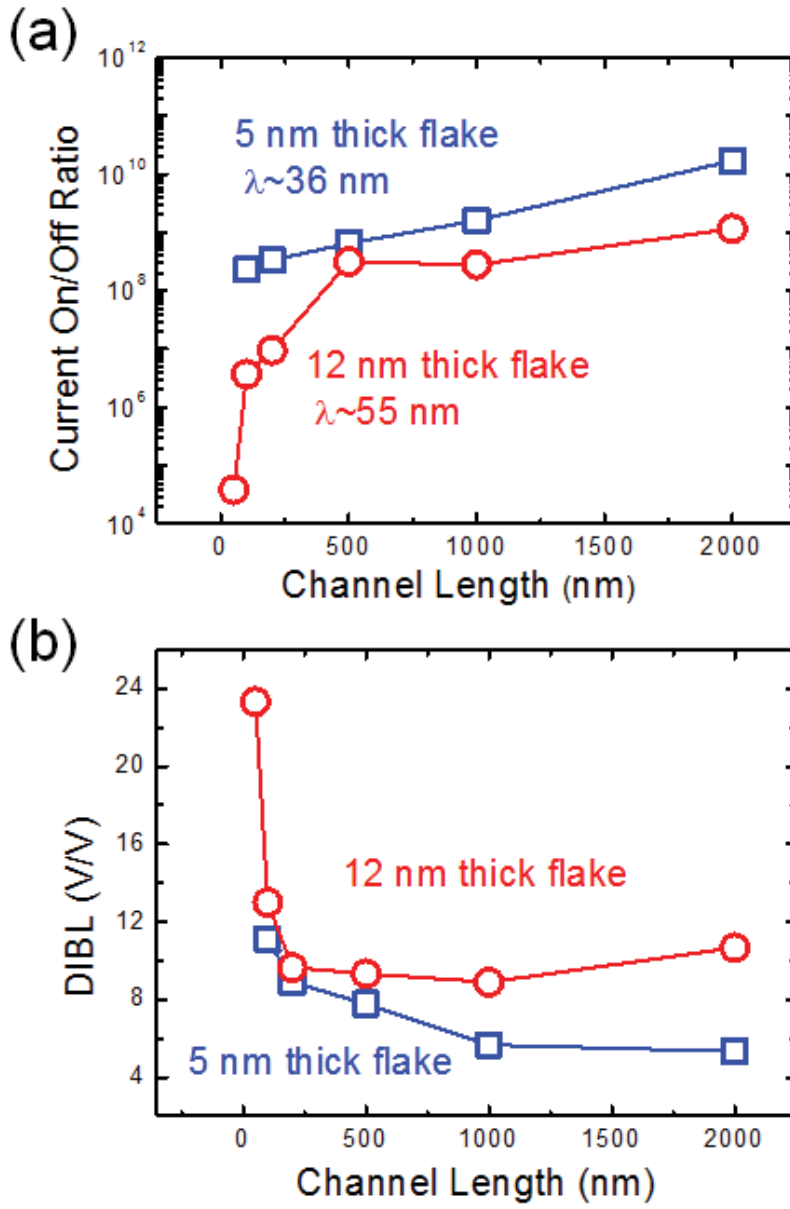 (a)
Current On/Off Ratio
10^12
10^10
10^8
10^6
10^4
5 nm thick flake
λ~36 nm
12 nm thick flake
λ~55 nm
0 500 1000 1500 2000
Channel Length (nm)
(b)
DIBL (V/V)
24
20
16
12
8
4
12 nm thick flake
5 nm thick flake
0 500 1000 1500 2000
Channel Length (nm)